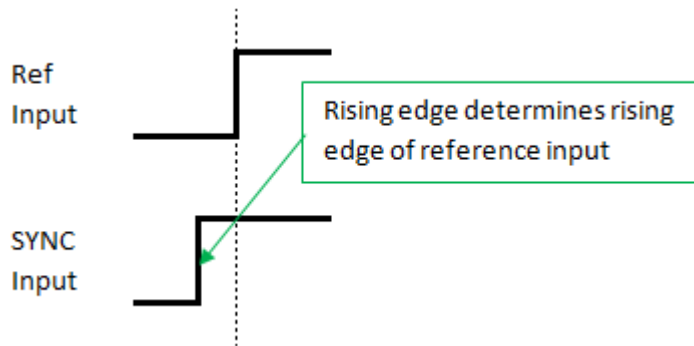 Ref
Input
Rising edge determines rising
edge of reference input
SYNC
Input